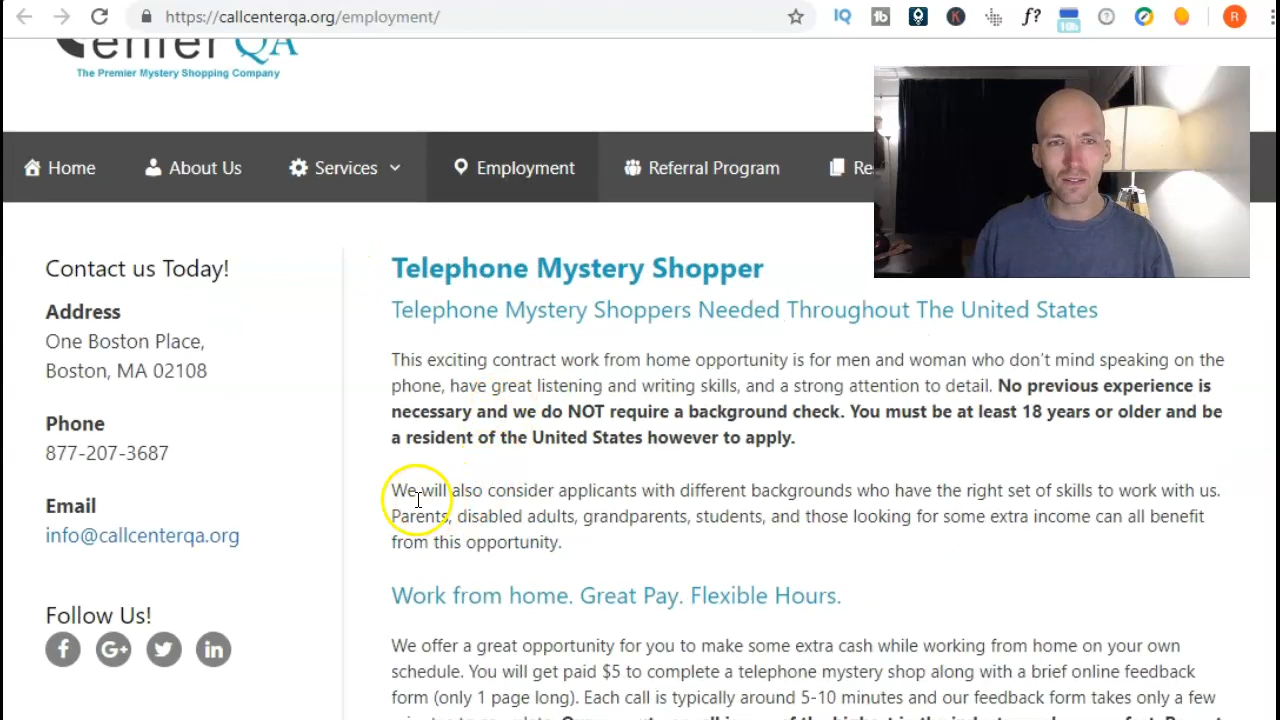 https://callcenterqa.org/employment/
The Premier Mystery Shopping Company
Home
About Us
Services
Employment
Referral Program
Contact us Today!
Address
One Boston Place,
Boston, MA 02108
Phone
877-207-3687
Email
info@callcenterqa.org
Follow Us!
Telephone Mystery Shopper
Telephone Mystery Shoppers Needed Throughout The United States
This exciting contract work from home opportunity is for men and woman who don't mind speaking on the
phone, have great listening and writing skills, and a strong attention to detail. No previous experience is
necessary and we do NOT require a background check. You must be at least 18 years or older and be
a resident of the United States however to apply.
We will also consider applicants with different backgrounds who have the right set of skills to work with us.
Parents, disabled adults, grandparents, students, and those looking for some extra income can all benefit
from this opportunity.
Work from home. Great Pay. Flexible Hours.
We offer a great opportunity for you to make some extra cash while working from home on your own
schedule. You will get paid $5 to complete a telephone mystery shop along with a brief online feedback
form (only 1 page long). Each call is typically around 5-10 minutes and our feedback form takes only a few